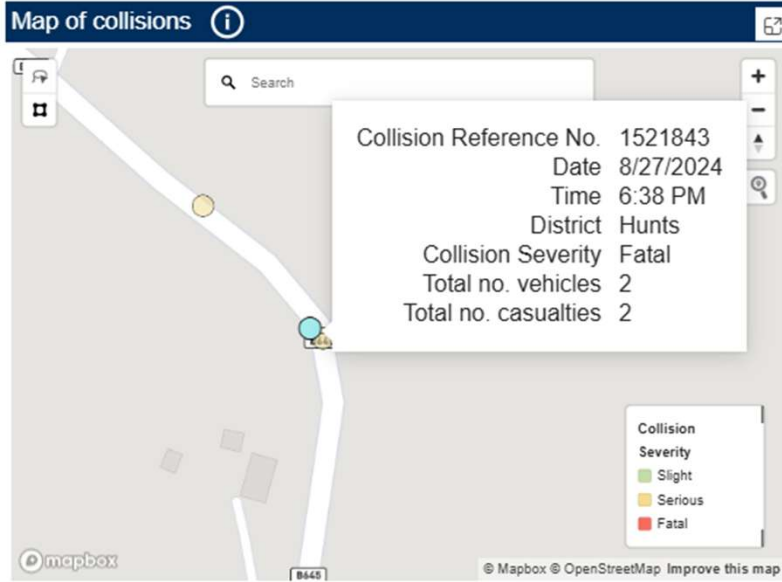 Map of collisions
Search
Collision Reference No. 1521843
Date 8/27/2024
Time 6:38 PM
District Hunts
Collision Severity Fatal
Total no. vehicles 2
Total no. casualties 2
Collision
Severity
Slight
Serious
Fatal
mapbox
B645
© Mapbox © OpenStreetMap Improve this map